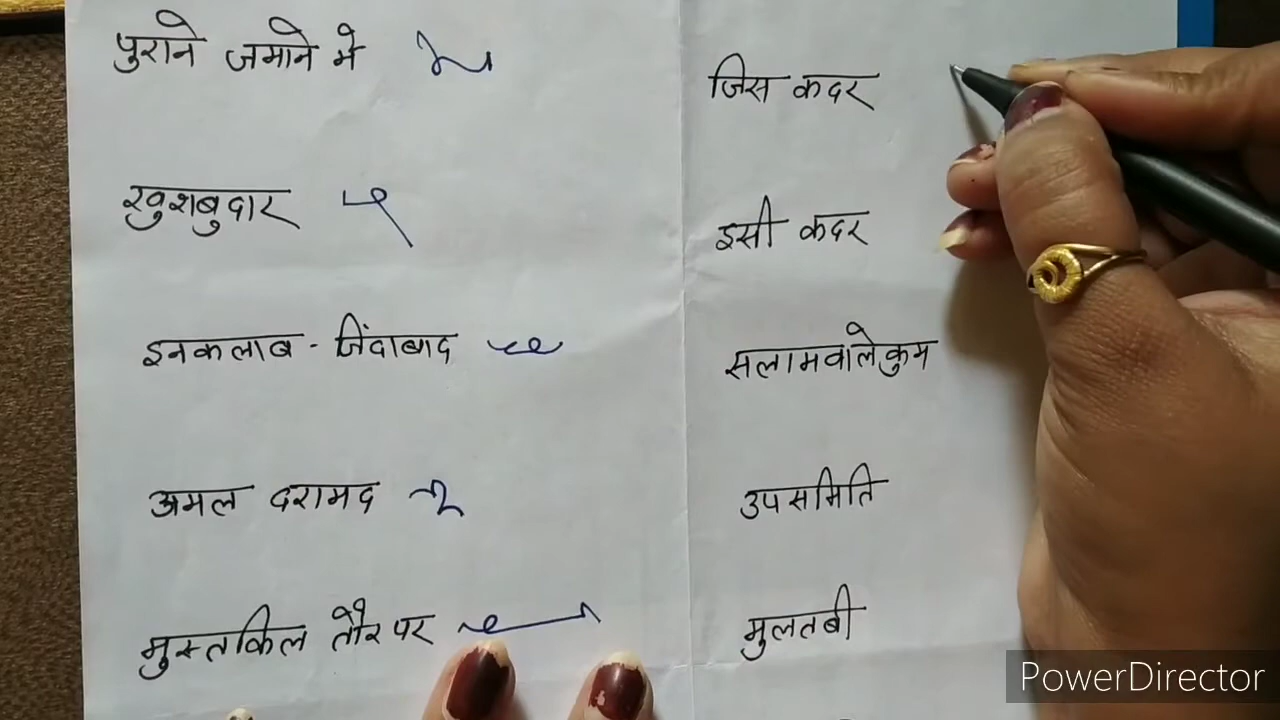 पुराने जमाने मे
खुशबुदार
इनकलाब - जिंदाबाद
अमल दरामद
मुस्तकिल तौर पर
जिस कदर
इसी कदर
सलामवालेकुम
उपसमिति
मुलतबी
PowerDirector